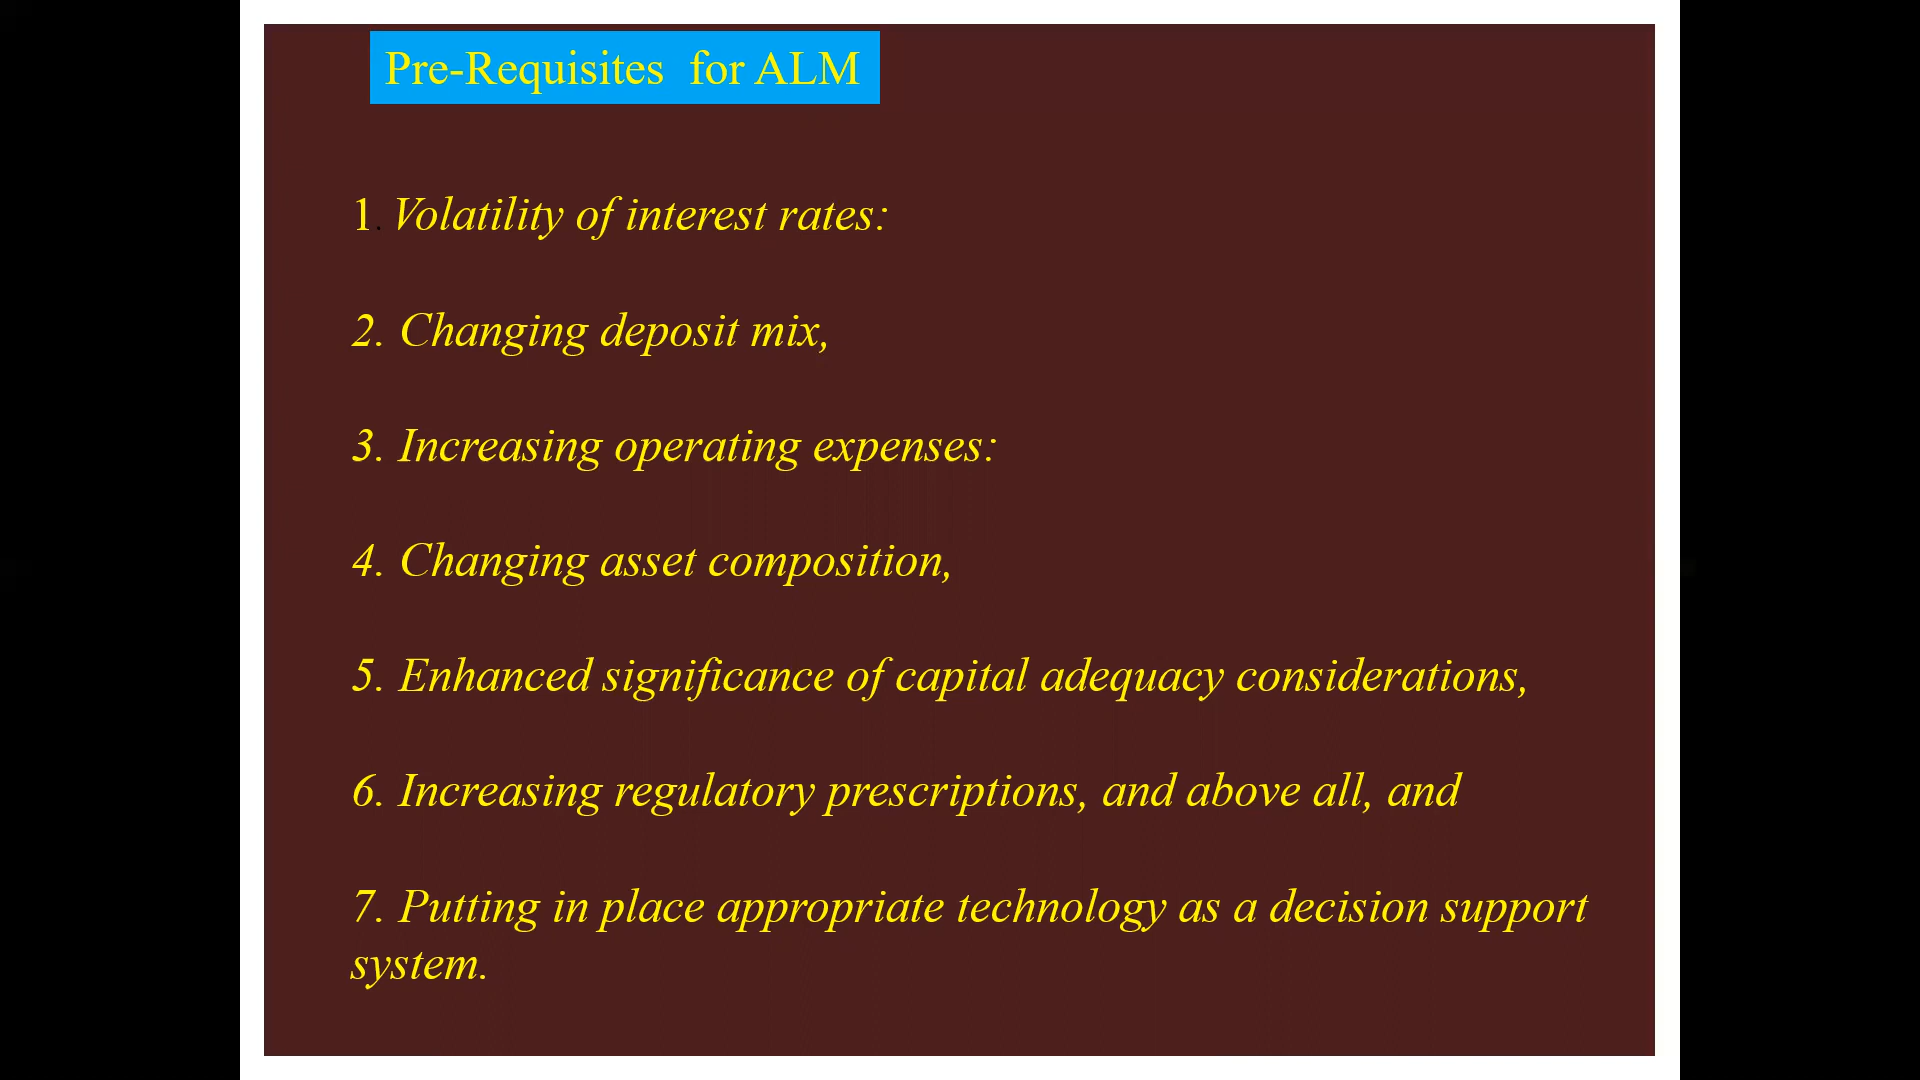 Pre-Requisites for ALM
1. Volatility of interest rates:
2. Changing deposit mix,
3. Increasing operating expenses:
4. Changing asset composition,
5. Enhanced significance of capital adequacy considerations,
6. Increasing regulatory prescriptions, and above all, and
7. Putting in place appropriate technology as a decision support
system.